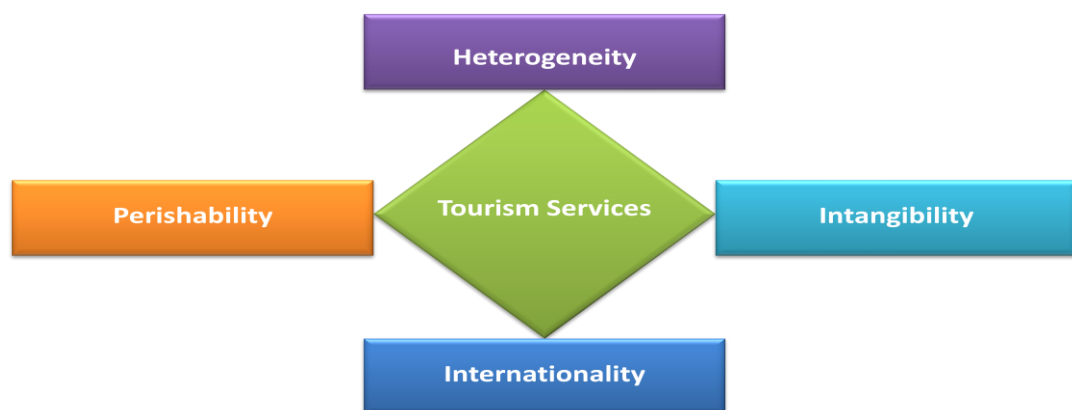 Heterogeneity
Perishability
Tourism Services
Intangibility
Internationality